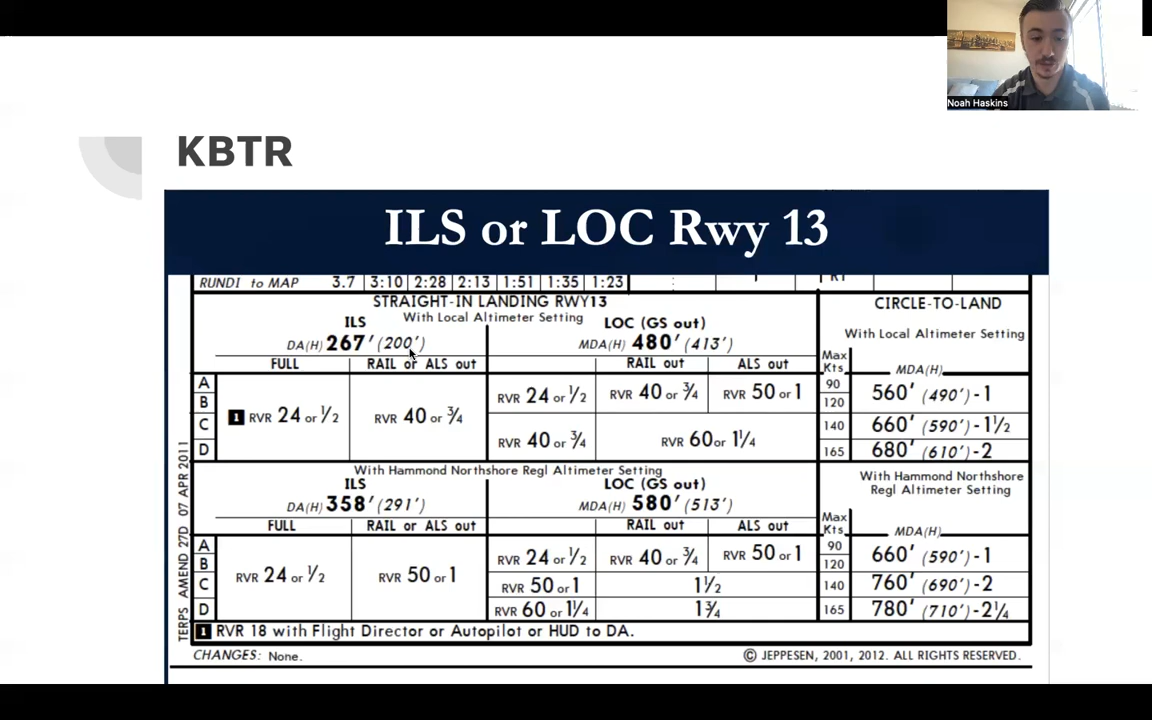 Noah Haskins
KBTR
ILS or LOC Rwy 13
RUNDI to MAP 3.7 3:10 2:28 2:13 1:51 1:35 1:23
STRAIGHT-IN LANDING RWY13
With Local Altimeter Setting
ILS
DA(H) 267' (200')
LOC (GS out)
MDA(H) 480' (413')
FULL RAIL or ALS out RAIL out ALS out
A
B
C
D
1 RVR 24 or 1/2
RVR 40 or 3/4
RVR 24 or 1/2 RVR 40 or 3/4 RVR 50 or 1
RVR 40 or 3/4 RVR 60 or 1 1/4
CIRCLE-TO-LAND
With Local Altimeter Setting
Max
Kts MDA(H)
90
120 560' (490')-1
140 660' (590')-1 1/2
165 680' (610')-2
With Hammond Northshore Regl Altimeter Setting
ILS
DA(H) 358' (291')
LOC (GS out)
MDA(H) 580' (513')
FULL RAIL or ALS out RAIL out ALS out
A
B
C
D
RVR 24 or 1/2
RVR 50 or 1
RVR 24 or 1/2 RVR 40 or 3/4 RVR 50 or 1
RVR 50 or 1 1 1/2
RVR 60 or 1 1/4 1 3/4
With Hammond Northshore
Regl Altimeter Setting
Max
Kts MDA(H)
90
120 660' (590')-1
140 760' (690')-2
165 780' (710')-2 1/4
1 RVR 18 with Flight Director or Autopilot or HUD to DA.
TERPS AMEND 27D 07 APR 2011
CHANGES: None.
© JEPPESEN, 2001, 2012. ALL RIGHTS RESERVED.